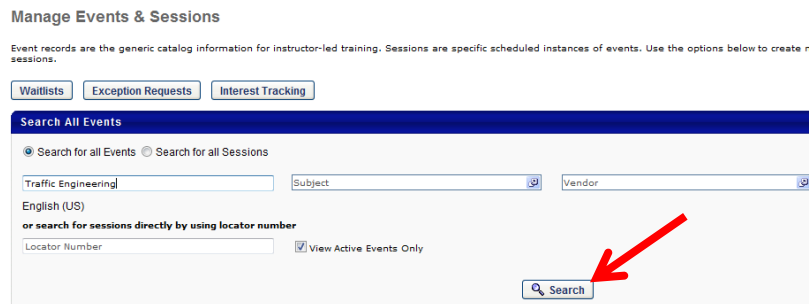 Manage Events & Sessions
Event records are the generic catalog information for instructor-led training. Sessions are specific scheduled instances of events. Use the options below to create
sessions.
Waitlists Exception Requests Interest Tracking
Search All Events
Search for all Events Search for all Sessions
Traffic Engineering Subject Vendor
English (US)
or search for sessions directly by using locator number
Locator Number View Active Events Only
Search